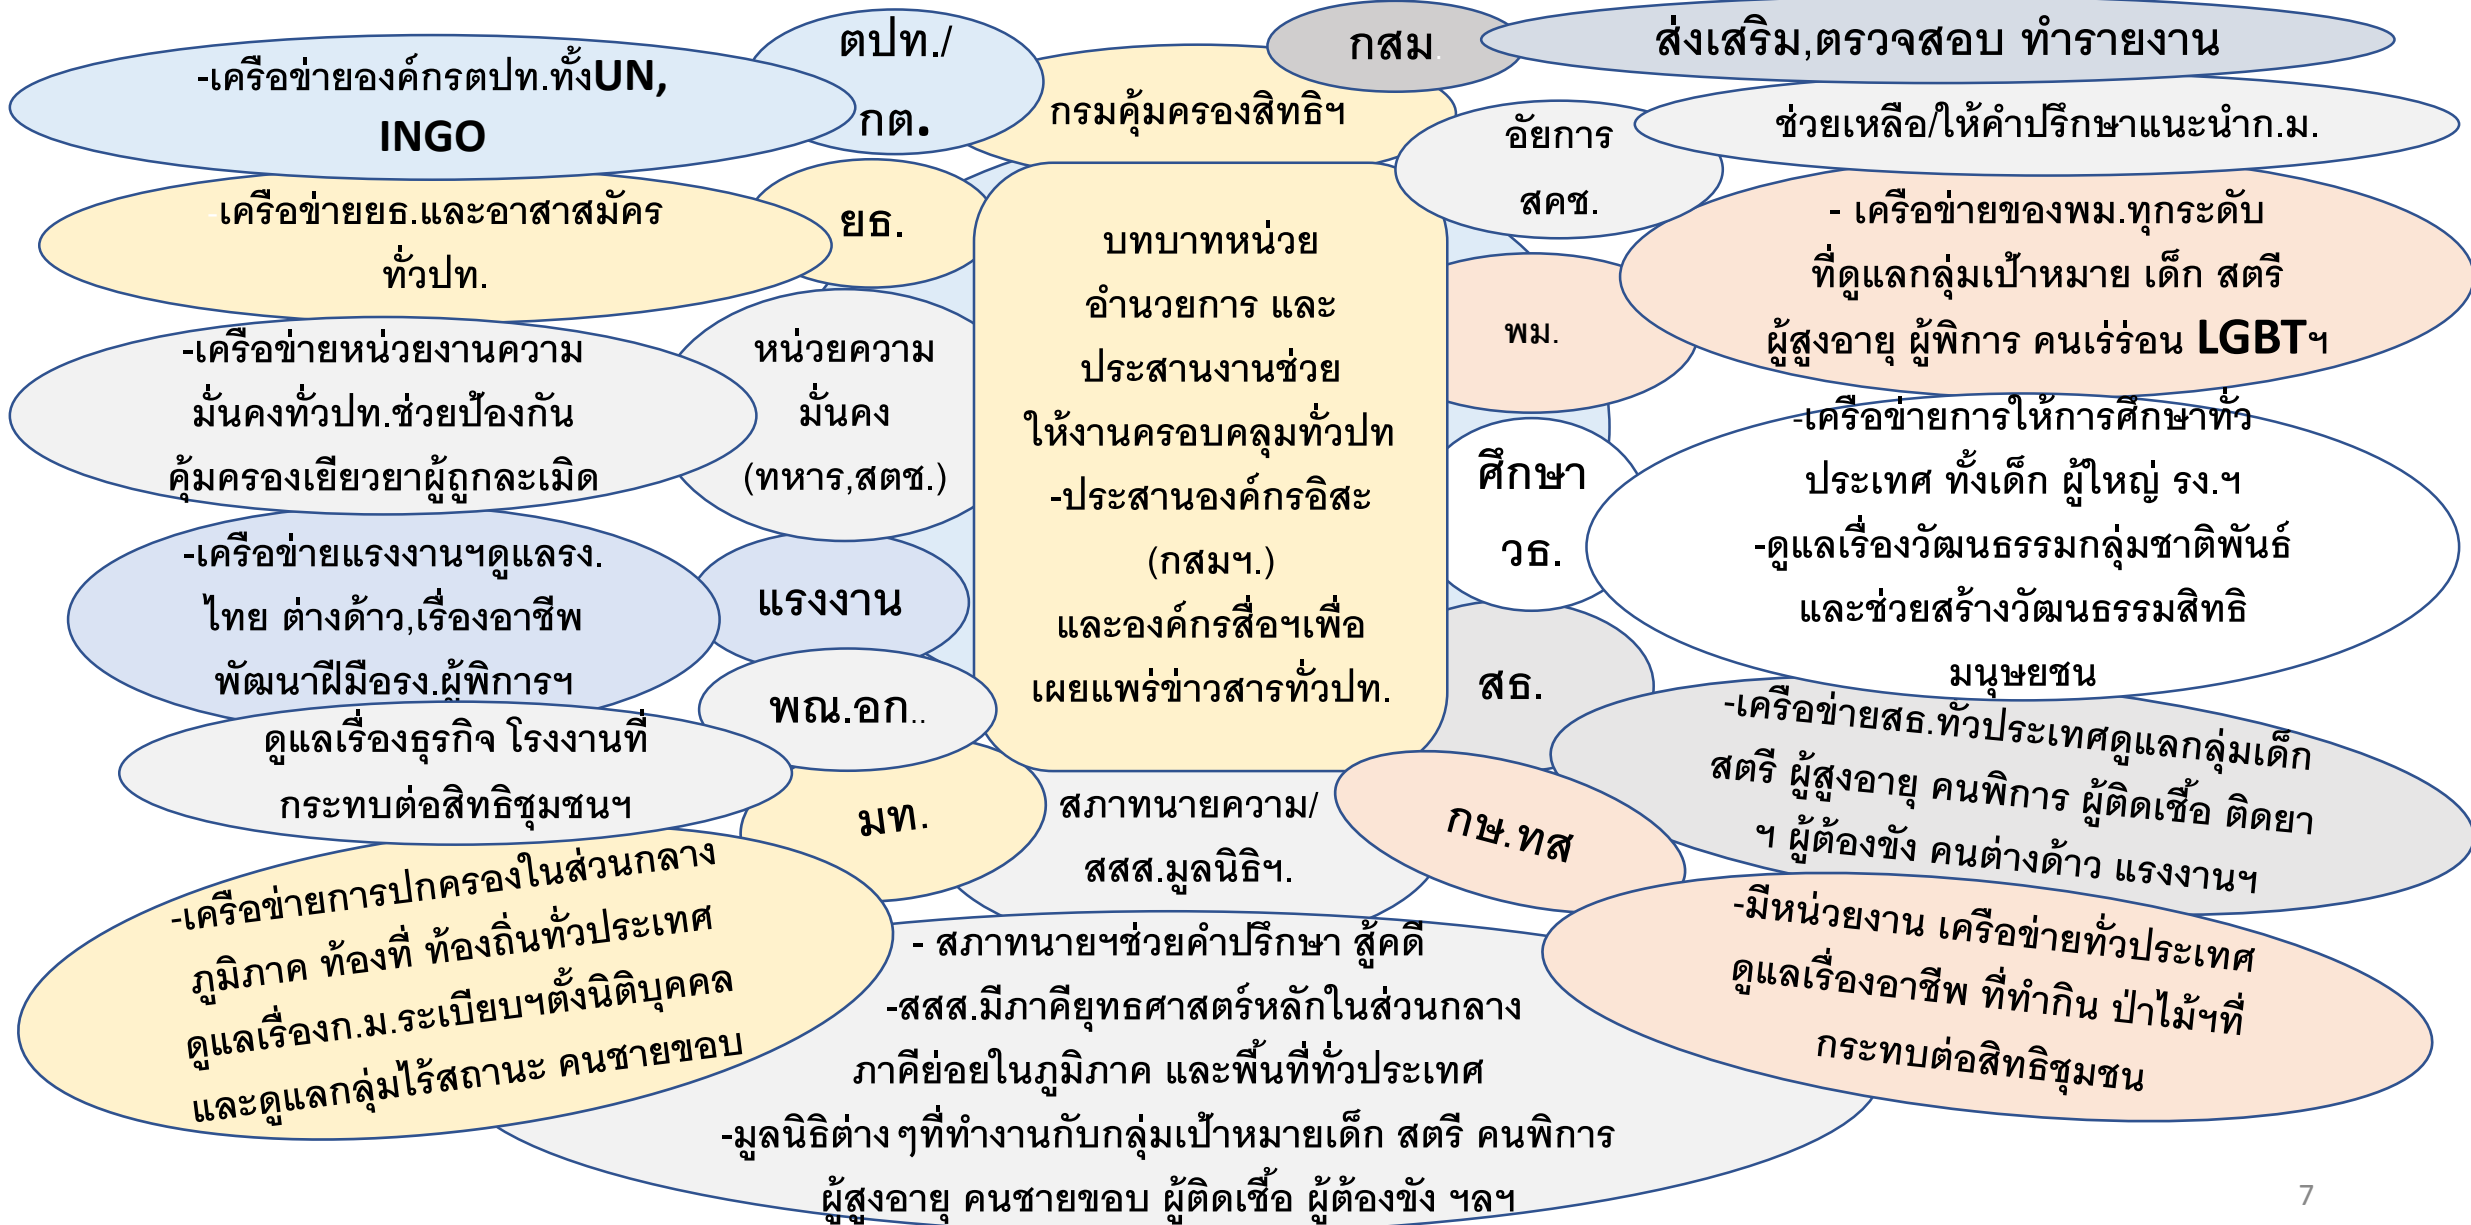 ตปท./
กต.
-เครือข่ายองค์กรตปท.ทั้งUN,
INGO
กรมคุ้มครองสิทธิฯ
กสม.
ส่งเสริม,ตรวจสอบ ทำรายงาน
อัยการ
สคช.
ช่วยเหลือ/ให้คำปรึกษาแนะนำก.ม.
ยธ.
-เครือข่ายยธ.และอาสาสมัคร
ทั่วปท.
บทบาทหน่วย
อำนวยการ และ
ประสานงานช่วย
ให้งานครอบคลุมทั่วปท
-ประสานองค์กรอิสะ
(กสมฯ.)
และองค์กรสื่อฯเพื่อ
เผยแพร่ข่าวสารทั่วปท.
พม.
- เครือข่ายของพม.ทุกระดับ
ที่ดูแลกลุ่มเป้าหมาย เด็ก สตรี
ผู้สูงอายุ ผู้พิการ คนเร่ร่อน LGBTฯ
หน่วยความ
มั่นคง
(ทหาร,สตช.)
-เครือข่ายหน่วยงานความ
มั่นคงทั่วปท.ช่วยป้องกัน
คุ้มครองเยียวยาผู้ถูกละเมิด
ศึกษา
วธ.
-เครือข่ายการให้การศึกษาทั่ว
ประเทศ ทั้งเด็ก ผู้ใหญ่ รง.ฯ
-ดูแลเรื่องวัฒนธรรมกลุ่มชาติพันธ์
และช่วยสร้างวัฒนธรรมสิทธิ
มนุษยชน
แรงงาน
-เครือข่ายแรงงานฯดูแลรง.
ไทย ต่างด้าว,เรื่องอาชีพ
พัฒนาฝีมือรง.ผู้พิการฯ
สธ.
-เครือข่ายสธ.ทั่วประเทศดูแลกลุ่มเด็ก
สตรี ผู้สูงอายุ คนพิการ ผู้ติดเชื้อ ติดยา
ฯ ผู้ต้องขัง คนต่างด้าว แรงงานฯ
พณ.อก..
ดูแลเรื่องธุรกิจ โรงงานที่
กระทบต่อสิทธิชุมชนฯ
มท.
-เครือข่ายการปกครองในส่วนกลาง
ภูมิภาค ท้องที่ ท้องถิ่นทั่วประเทศ
ดูแลเรื่องก.ม.ระเบียบฯตั้งนิติบุคคล
และดูแลกลุ่มไร้สถานะ คนชายขอบ
สภาทนายความ/
สสส.มูลนิธิฯ.
- สภาทนายฯช่วยคำปรึกษา สู้คดี
-สสส.มีภาคียุทธศาสตร์หลักในส่วนกลาง
ภาคีย่อยในภูมิภาค และพื้นที่ทั่วประเทศ
-มูลนิธิต่าง ๆที่ทำงานกับกลุ่มเป้าหมายเด็ก สตรี คนพิการ
ผู้สูงอายุ คนชายขอบ ผู้ติดเชื้อ ผู้ต้องขัง ฯลฯ
กษ.ทส
-มีหน่วยงาน เครือข่ายทั่วประเทศ
ดูแลเรื่องอาชีพ ที่ทำกิน ป่าไม้ฯที่
กระทบต่อสิทธิชุมชน
7